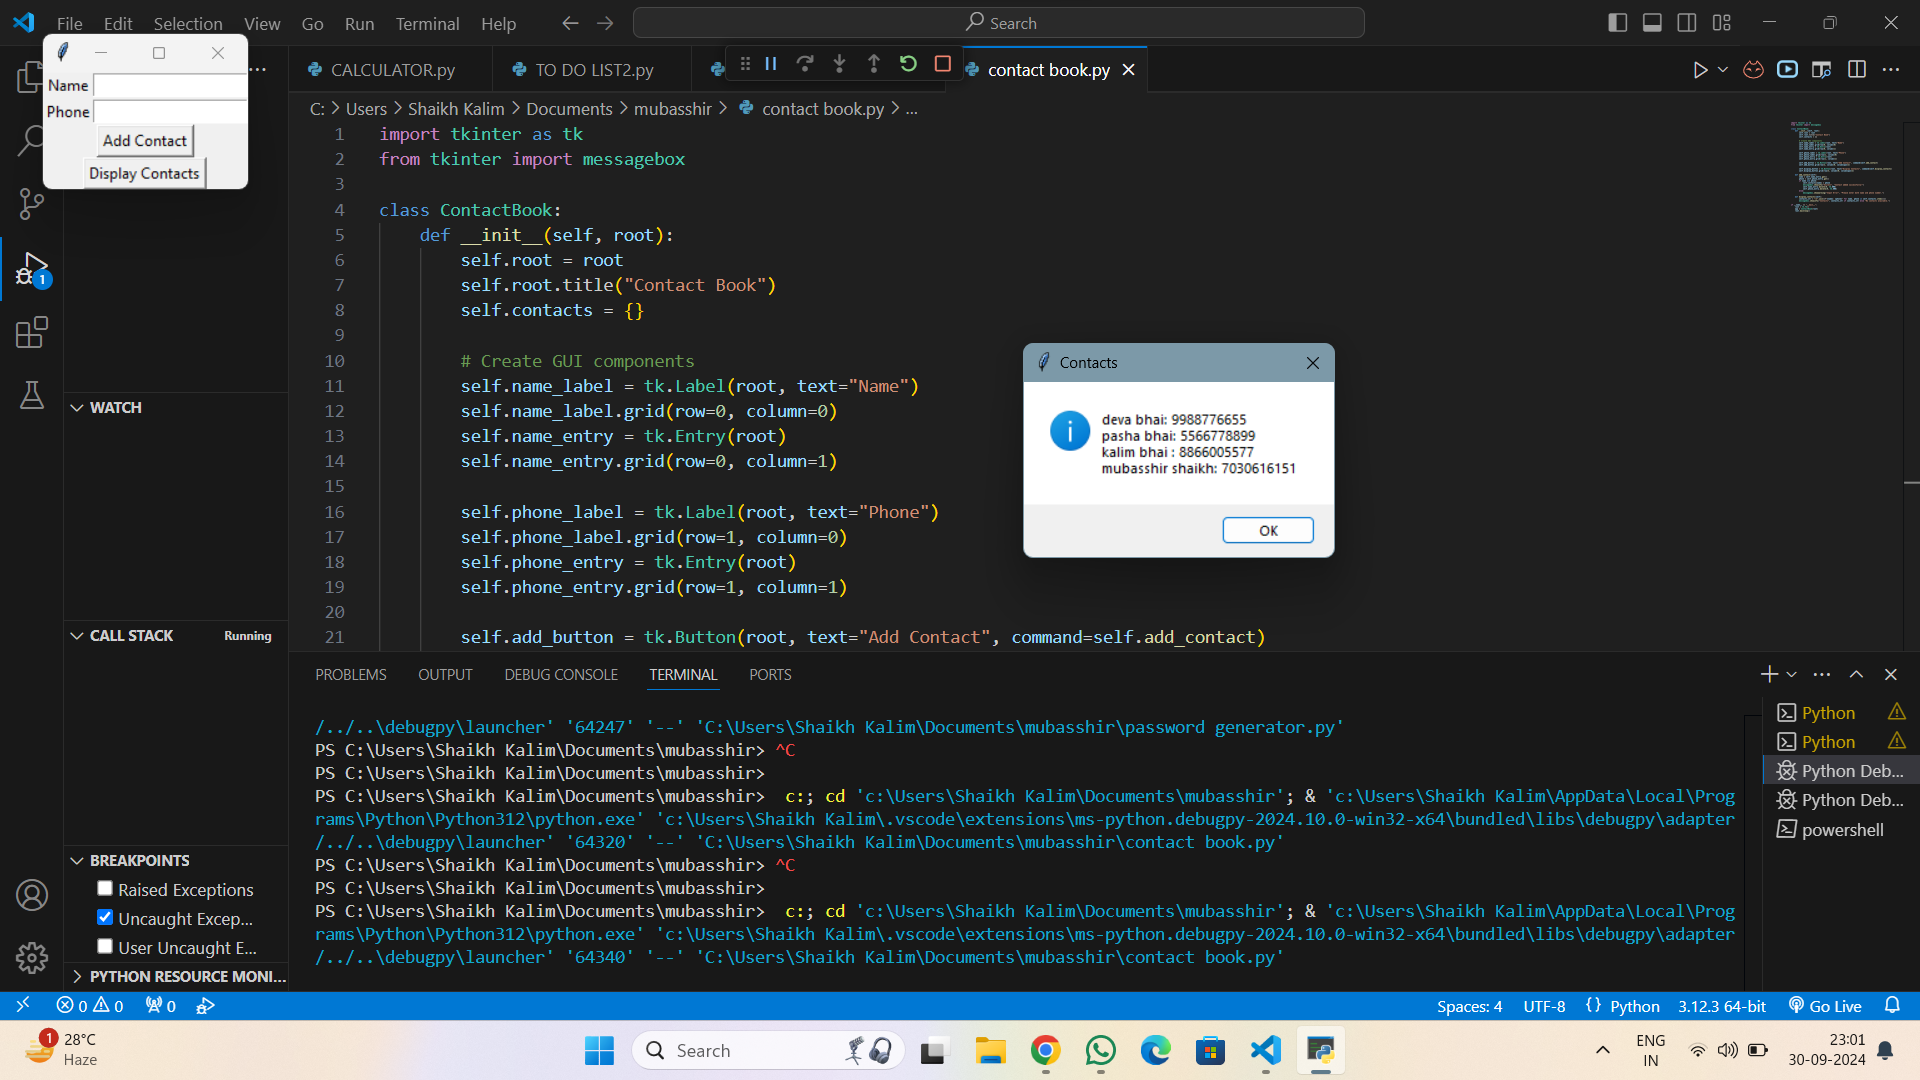 File Edit Selection View Go Run Terminal Help
Search
Name
Phone
Add Contact
Display Contacts
CALCULATOR.py
TO DO LIST2.py
contact book.py
C: > Users > Shaikh Kalim > Documents > mubasshir > contact book.py > ...
1 import tkinter as tk
2 from tkinter import messagebox
3
4 class ContactBook:
5 def __init__(self, root):
6 self.root = root
7 self.root.title("Contact Book")
8 self.contacts = {}
9
10 # Create GUI components
11 self.name_label = tk.Label(root, text="Name")
12 self.name_label.grid(row=0, column=0)
13 self.name_entry = tk.Entry(root)
14 self.name_entry.grid(row=0, column=1)
15
16 self.phone_label = tk.Label(root, text="Phone")
17 self.phone_label.grid(row=1, column=0)
18 self.phone_entry = tk.Entry(root)
19 self.phone_entry.grid(row=1, column=1)
20
21 self.add_button = tk.Button(root, text="Add Contact", command=self.add_contact)
Contacts
deva bhai: 9988776655
pasha bhai: 5566778899
kalim bhai : 8866005577
mubasshir shaikh: 7030616151
OK
1
WATCH
CALL STACK Running
BREAKPOINTS
Raised Exceptions
Uncaught Excep...
User Uncaught E...
PYTHON RESOURCE MONI...
PROBLEMS OUTPUT DEBUG CONSOLE TERMINAL PORTS
/../..\debugpy\launcher' '64247' '--' 'C:\Users\Shaikh Kalim\Documents\mubasshir\password generator.py'
PS C:\Users\Shaikh Kalim\Documents\mubasshir> ^C
PS C:\Users\Shaikh Kalim\Documents\mubasshir>
PS C:\Users\Shaikh Kalim\Documents\mubasshir>  c:; cd 'c:\Users\Shaikh Kalim\Documents\mubasshir'; & 'c:\Users\Shaikh Kalim\AppData\Local\Prog
rams\Python\Python312\python.exe' 'c:\Users\Shaikh Kalim\.vscode\extensions\ms-python.debugpy-2024.10.0-win32-x64\bundled\libs\debugpy\adapter
/../..\debugpy\launcher' '64320' '--' 'C:\Users\Shaikh Kalim\Documents\mubasshir\contact book.py'
PS C:\Users\Shaikh Kalim\Documents\mubasshir> ^C
PS C:\Users\Shaikh Kalim\Documents\mubasshir>
PS C:\Users\Shaikh Kalim\Documents\mubasshir>  c:; cd 'c:\Users\Shaikh Kalim\Documents\mubasshir'; & 'c:\Users\Shaikh Kalim\AppData\Local\Prog
rams\Python\Python312\python.exe' 'c:\Users\Shaikh Kalim\.vscode\extensions\ms-python.debugpy-2024.10.0-win32-x64\bundled\libs\debugpy\adapter
/../..\debugpy\launcher' '64340' '--' 'C:\Users\Shaikh Kalim\Documents\mubasshir\contact book.py'
Python
Python
Python Deb...
Python Deb...
powershell
0 0 0 Spaces: 4 UTF-8 {} Python 3.12.3 64-bit Go Live
1
28°C
Haze
Search
ENG
IN
23:01
30-09-2024